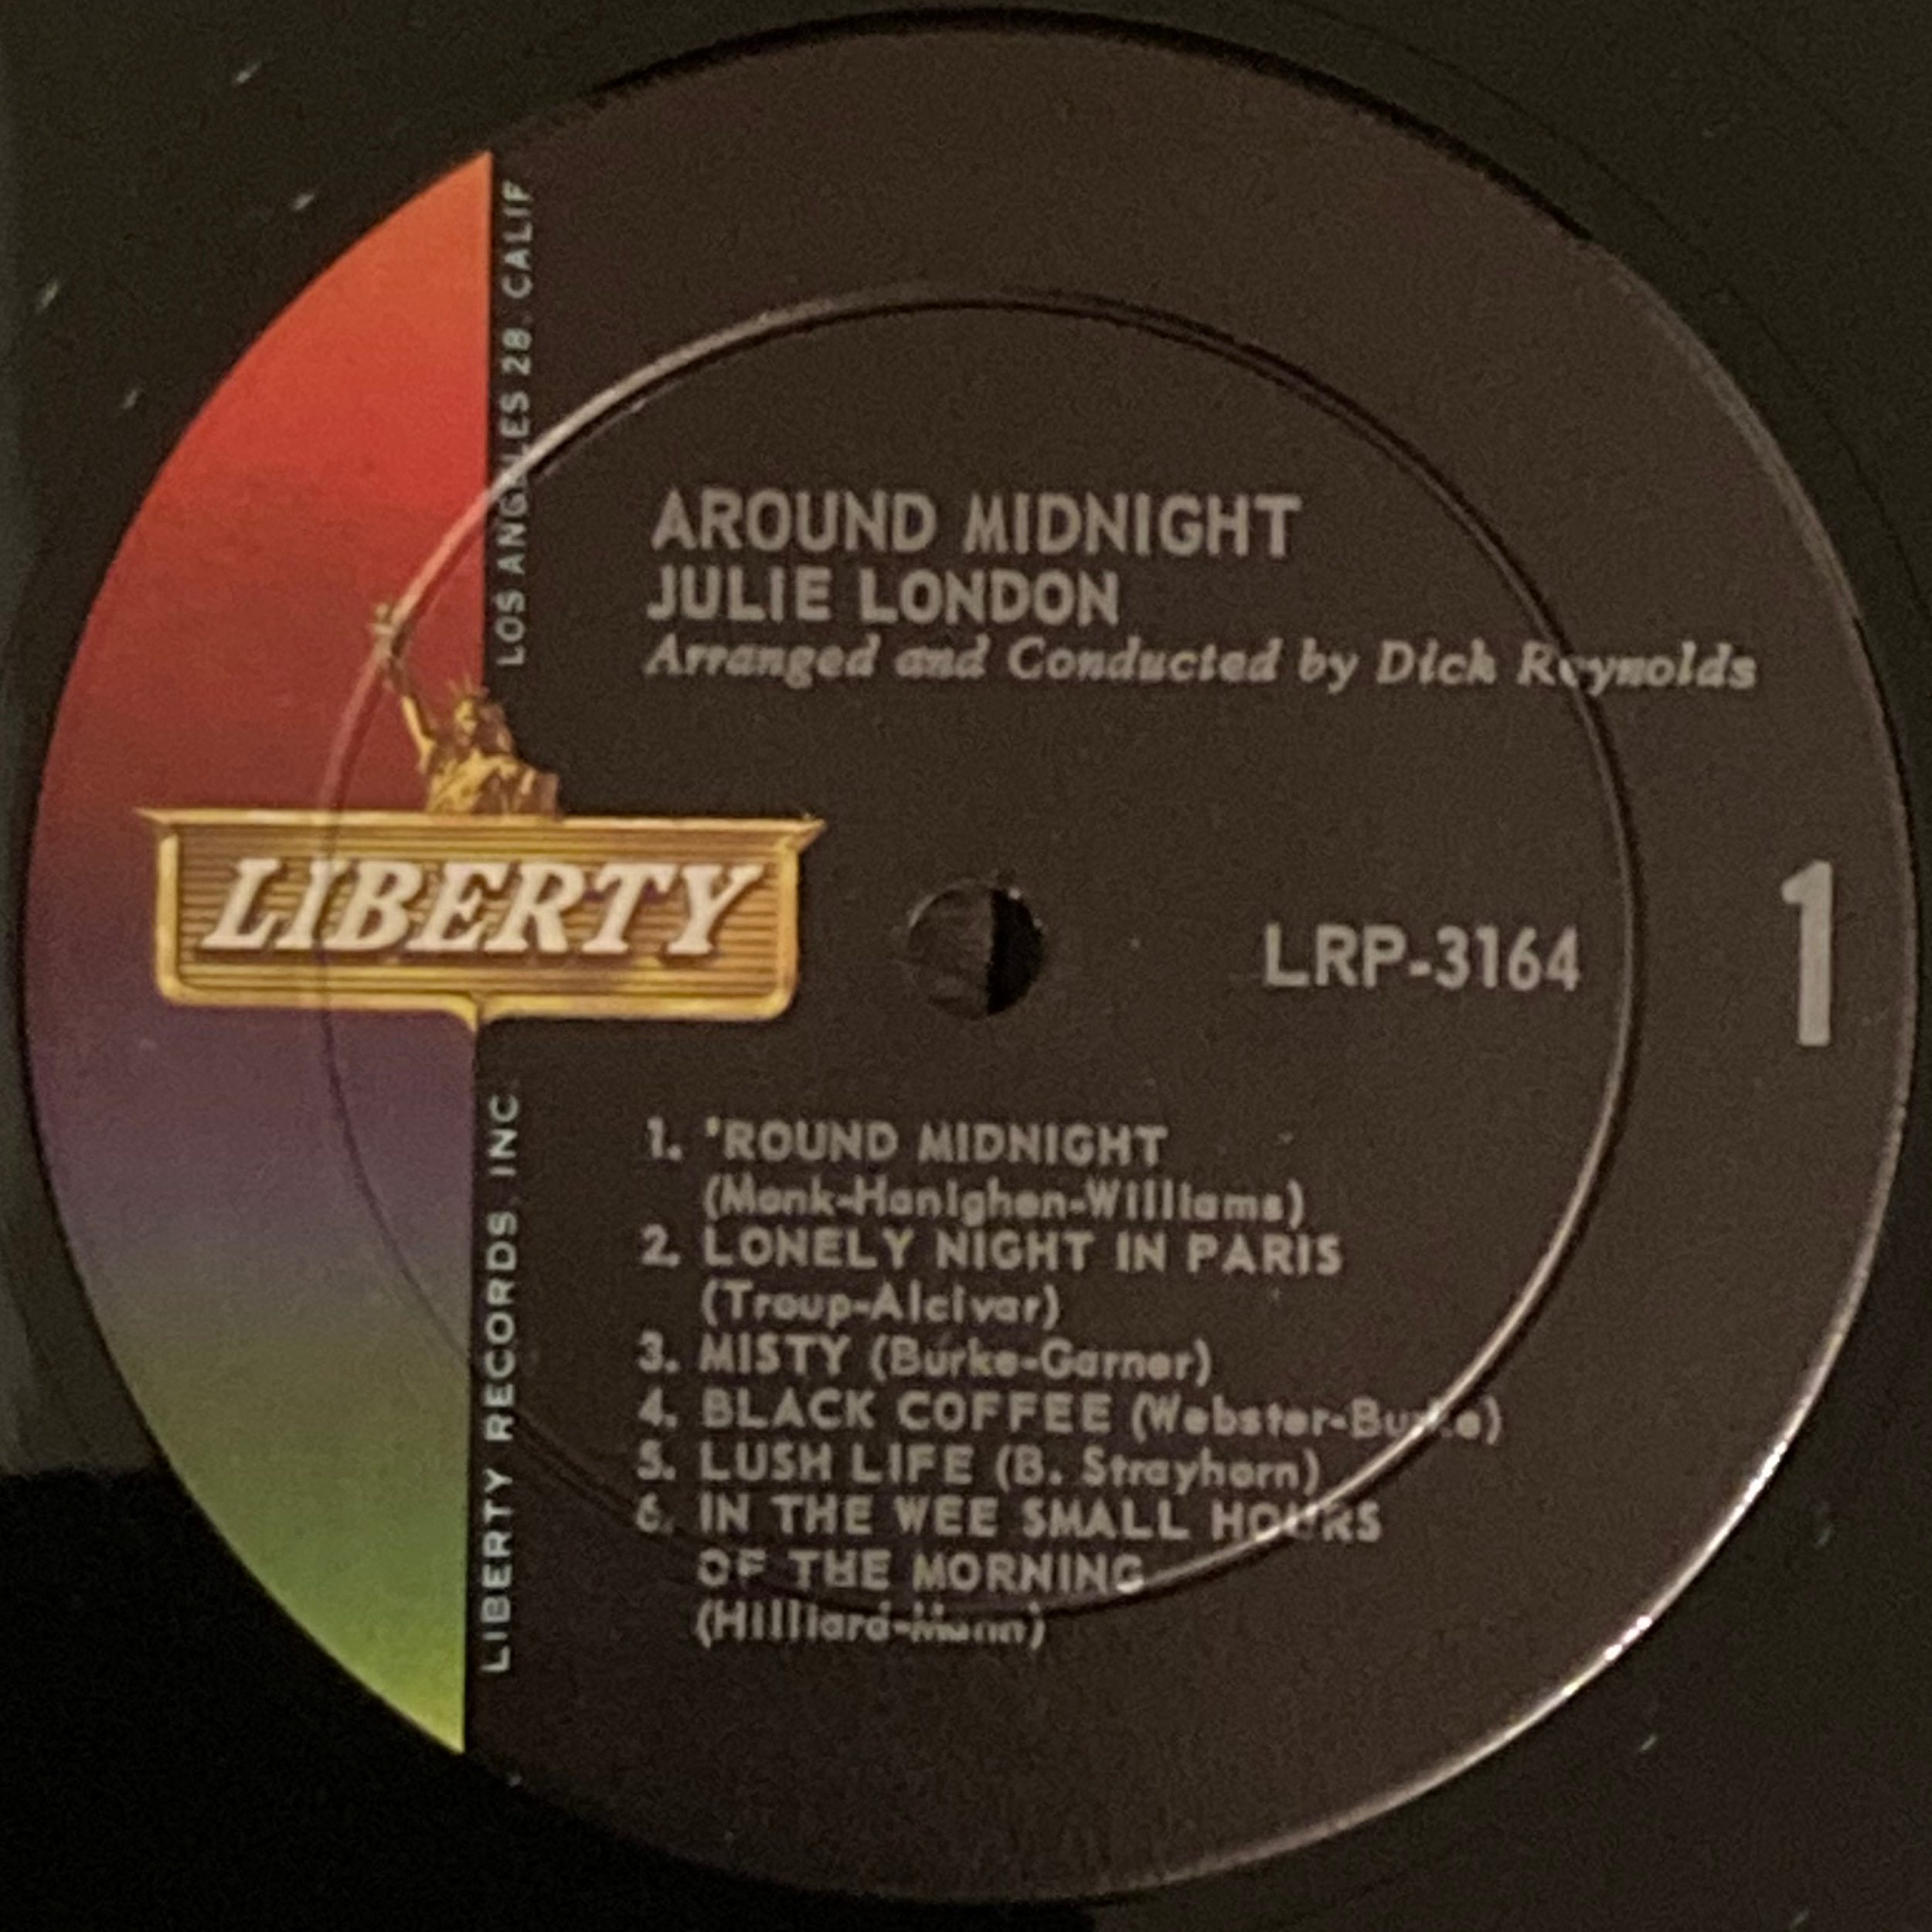 AROUND MIDNIGHT
JULIE LONDON
Arranged and Conducted by Dick Reynolds
LOS ANGELES 28, CALIF
LIBERTY
LRP-3164
1
LIBERTY RECORDS, INC
1. 'ROUND MIDNIGHT
(Monk-Hanighen-Williams)
2. LONELY NIGHT IN PARIS
(Troup-Alcivar)
3. MISTY (Burke-Garner)
4. BLACK COFFEE (Webster-Burke)
5. LUSH LIFE (B. Strayhorn)
6. IN THE WEE SMALL HOURS
OF THE MORNING
(Hilliard-Mann)